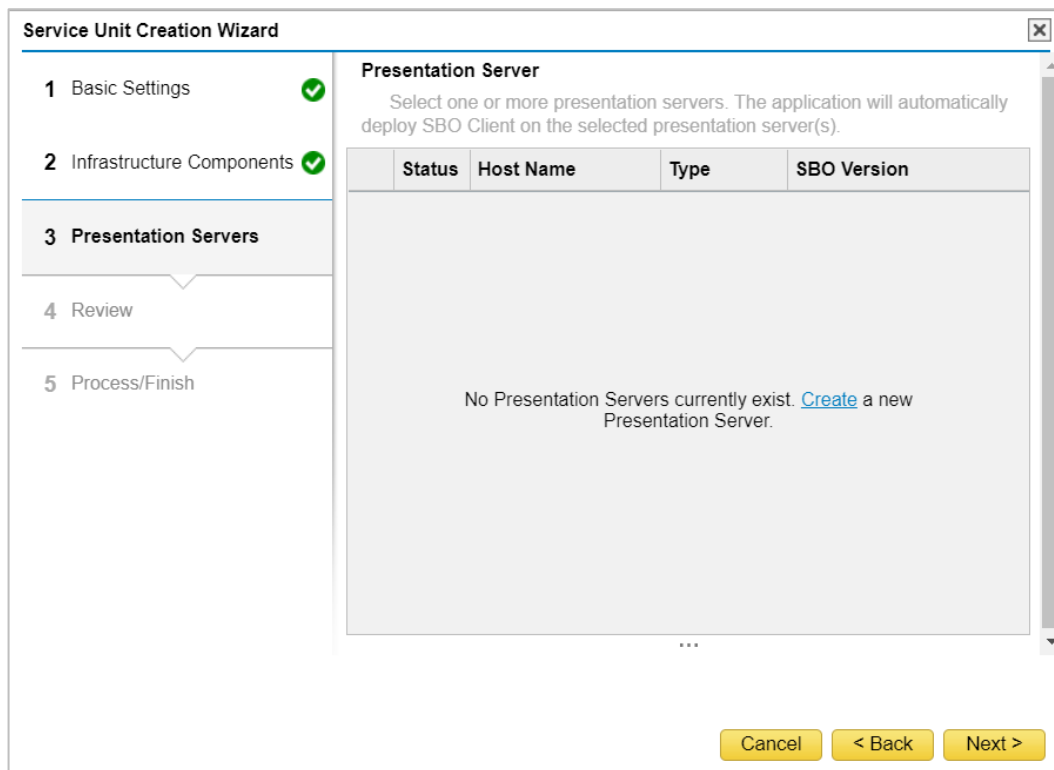 Service Unit Creation Wizard
1 Basic Settings
2 Infrastructure Components
3 Presentation Servers
4 Review
5 Process/Finish
Presentation Server
Select one or more presentation servers. The application will automatically
deploy SBO Client on the selected presentation server(s).
Status Host Name Type SBO Version
No Presentation Servers currently exist. Create a new
Presentation Server.
...
Cancel < Back Next >